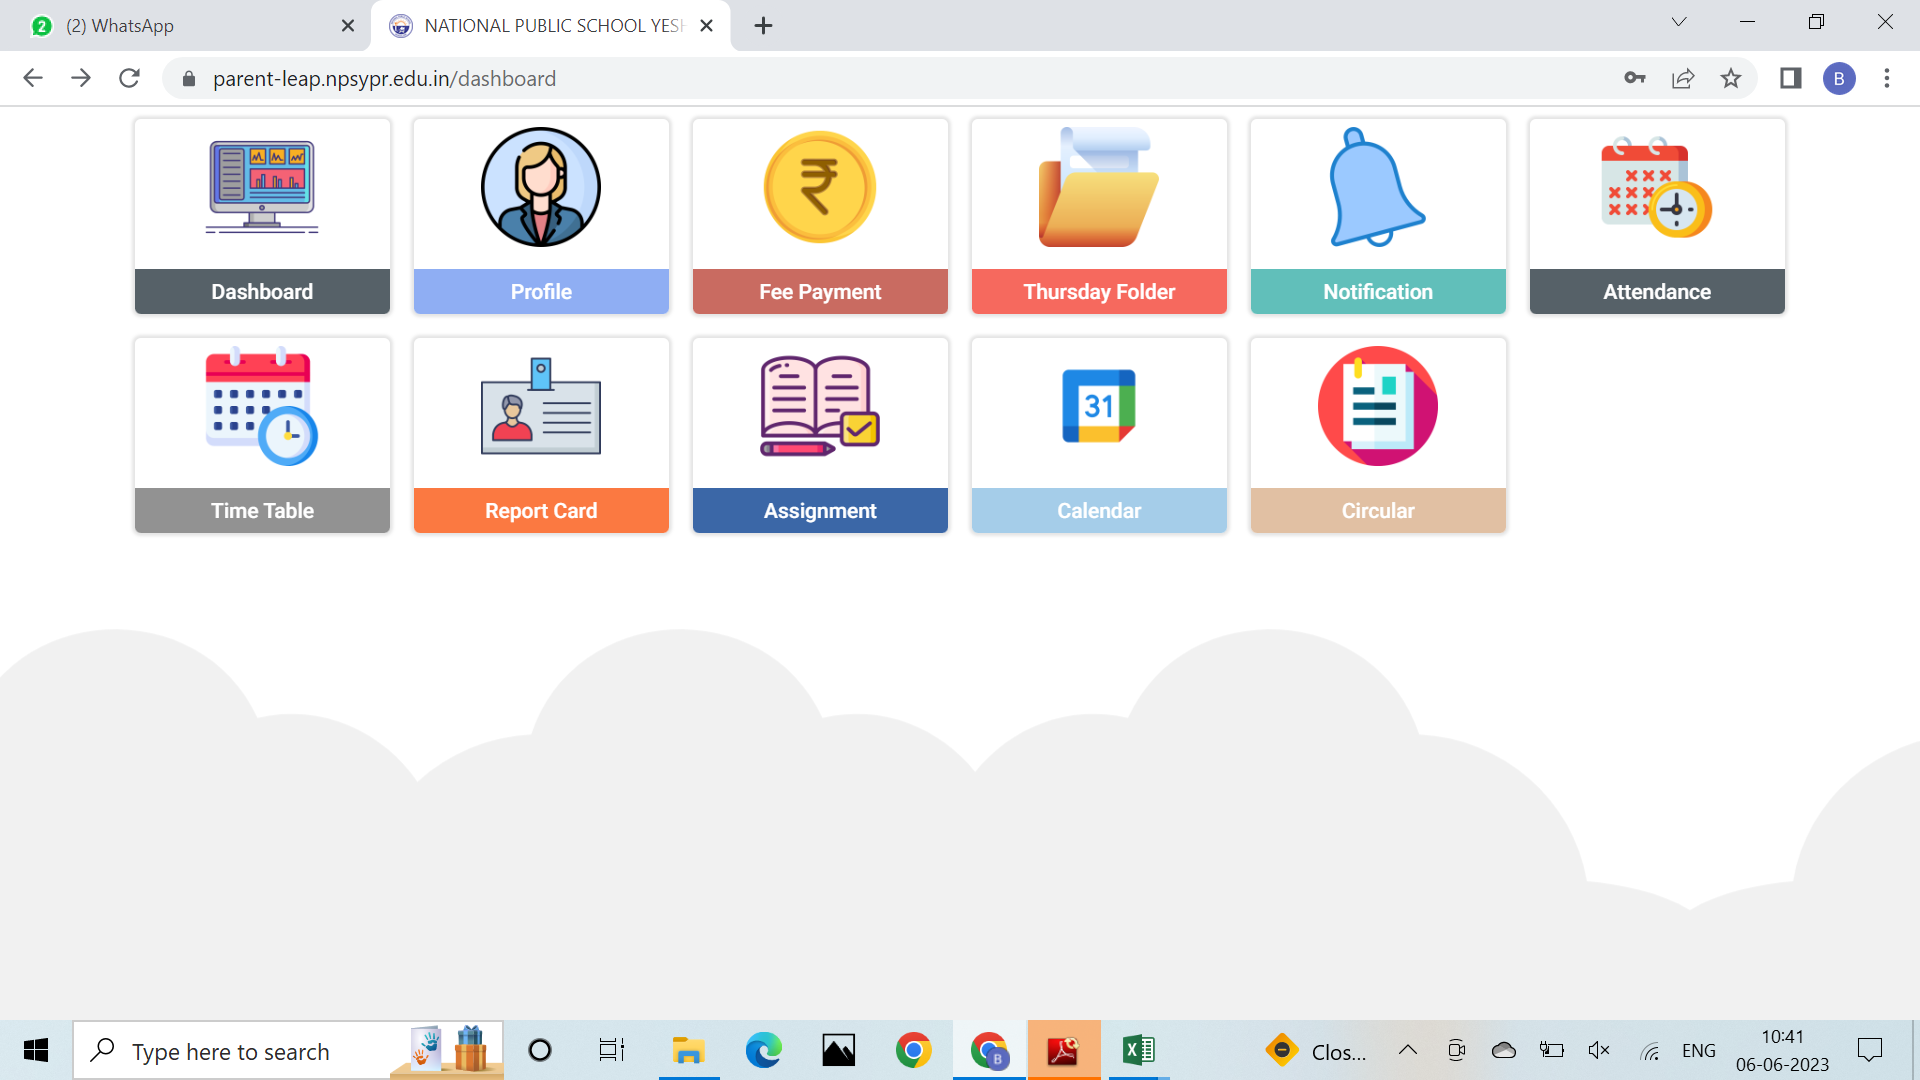 2 (2) WhatsApp
NATIONAL PUBLIC SCHOOL YESH
parent-leap.npsypr.edu.in/dashboard
B
Dashboard
Profile
Fee Payment
Thursday Folder
Notification
Attendance
31
Time Table
Report Card
Assignment
Calendar
Circular
Type here to search
B
Clos...
ENG
10:41
06-06-2023